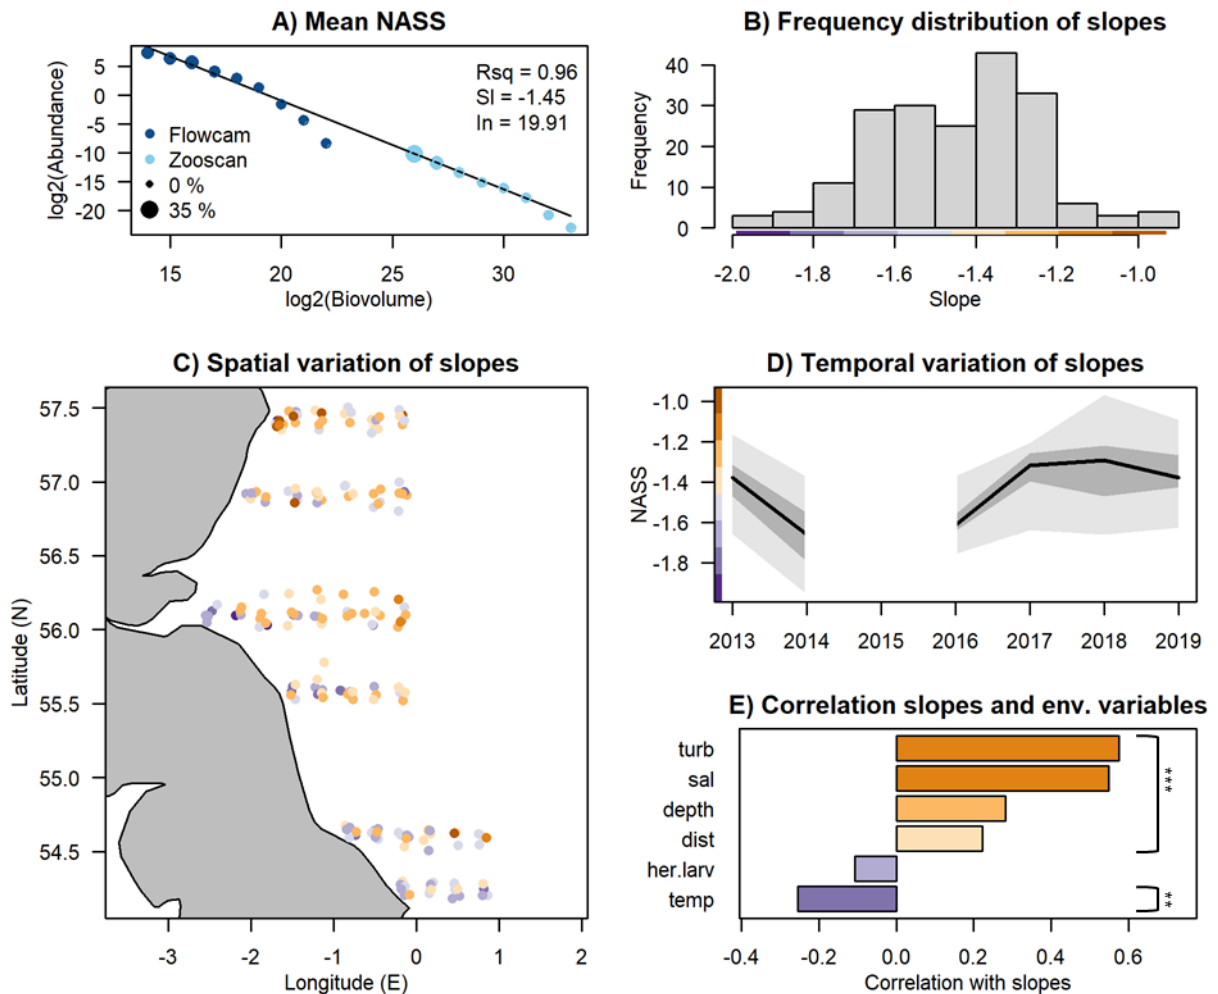 A) Mean NASS
log2(Abundance)
5
0
-5
-10
-15
-20
Rsq = 0.96
Sl = -1.45
In = 19.91
Flowcam
Zooscan
0 %
35 %
15 20 25 30
log2(Biovolume)
B) Frequency distribution of slopes
Frequency
40
30
20
10
0
-2.0 -1.8 -1.6 -1.4 -1.2 -1.0
Slope
C) Spatial variation of slopes
Latitude (N)
57.5
57.0
56.5
56.0
55.5
55.0
54.5
-3 -2 -1 0 1 2
Longitude (E)
D) Temporal variation of slopes
NASS
-1.0
-1.2
-1.4
-1.6
-1.8
2013 2014 2015 2016 2017 2018 2019
E) Correlation slopes and env. variables
turb
sal
depth
dist
her.larv
temp
***
**
-0.4 -0.2 0.0 0.2 0.4 0.6
Correlation with slopes